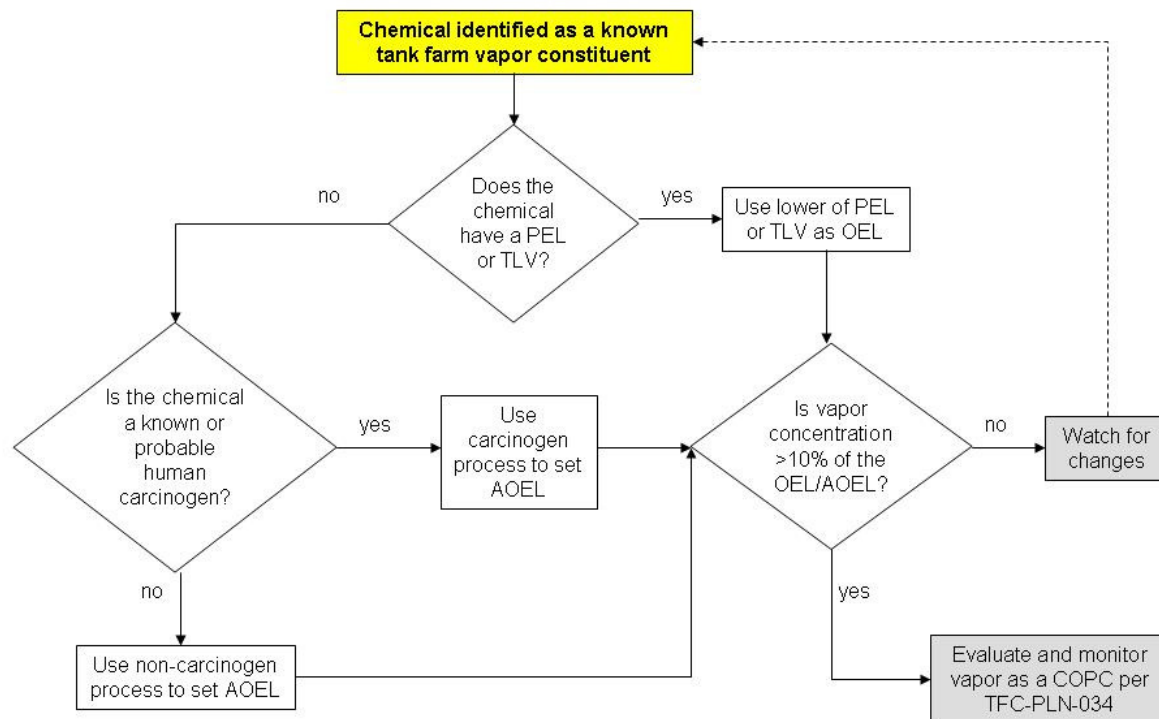 Chemical identified as a known
tank farm vapor constituent
no
Does the
chemical
have a PEL
or TLV?
yes
Use lower of PEL
or TLV as OEL
Is the chemical
a known or
probable
human
carcinogen?
yes
Use
carcinogen
process to set
AOEL
Is vapor
concentration
>10% of the
OEL/AOEL?
no
Watch for
changes
no
yes
Use non-carcinogen
process to set AOEL
Evaluate and monitor
vapor as a COPC per
TFC-PLN-034